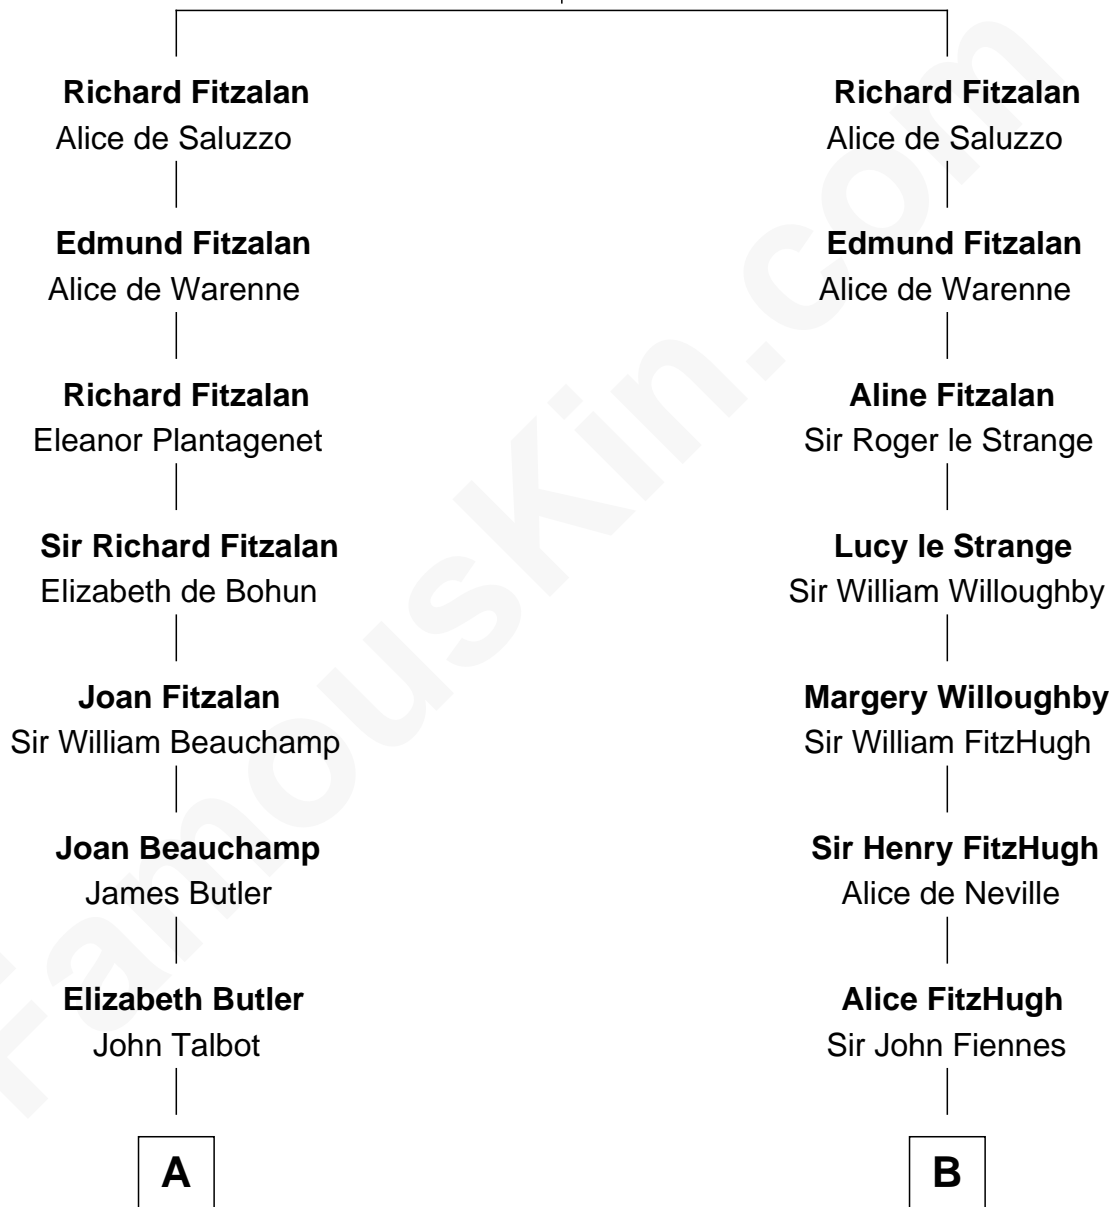 Richard Fitzalan
Alice de Saluzzo
Edmund Fitzalan
Alice de Warenne
Richard Fitzalan
Eleanor Plantagenet
Sir Richard Fitzalan
Elizabeth de Bohun
Joan Fitzalan
Sir William Beauchamp
Joan Beauchamp
James Butler
Elizabeth Butler
John Talbot
A
Richard Fitzalan
Alice de Saluzzo
Edmund Fitzalan
Alice de Warenne
Aline Fitzalan
Sir Roger le Strange
Lucy le Strange
Sir William Willoughby
Margery Willoughby
Sir William FitzHugh
Sir Henry FitzHugh
Alice de Neville
Alice FitzHugh
Sir John Fiennes
B
FamousKin.com